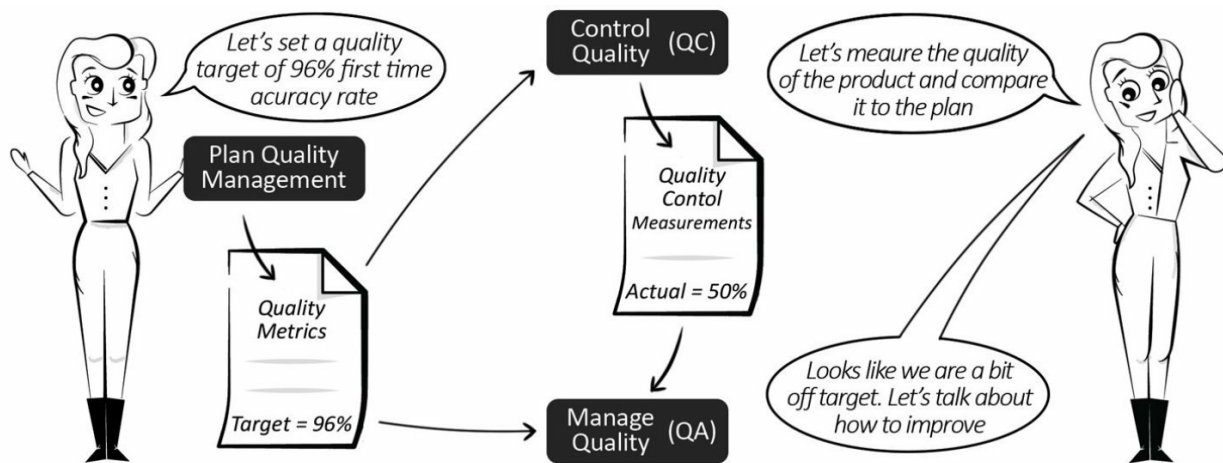 Let's set a quality
target of 96% first time
acuracy rate
Plan Quality
Management
Quality
Metrics
Target = 96%
Control
Quality (QC)
Quality
Contol
Measurements
Actual = 50%
Manage
Quality (QA)
Let's meaure the quality
of the product and compare
it to the plan
Looks like we are a bit
off target. Let's talk about
how to improve